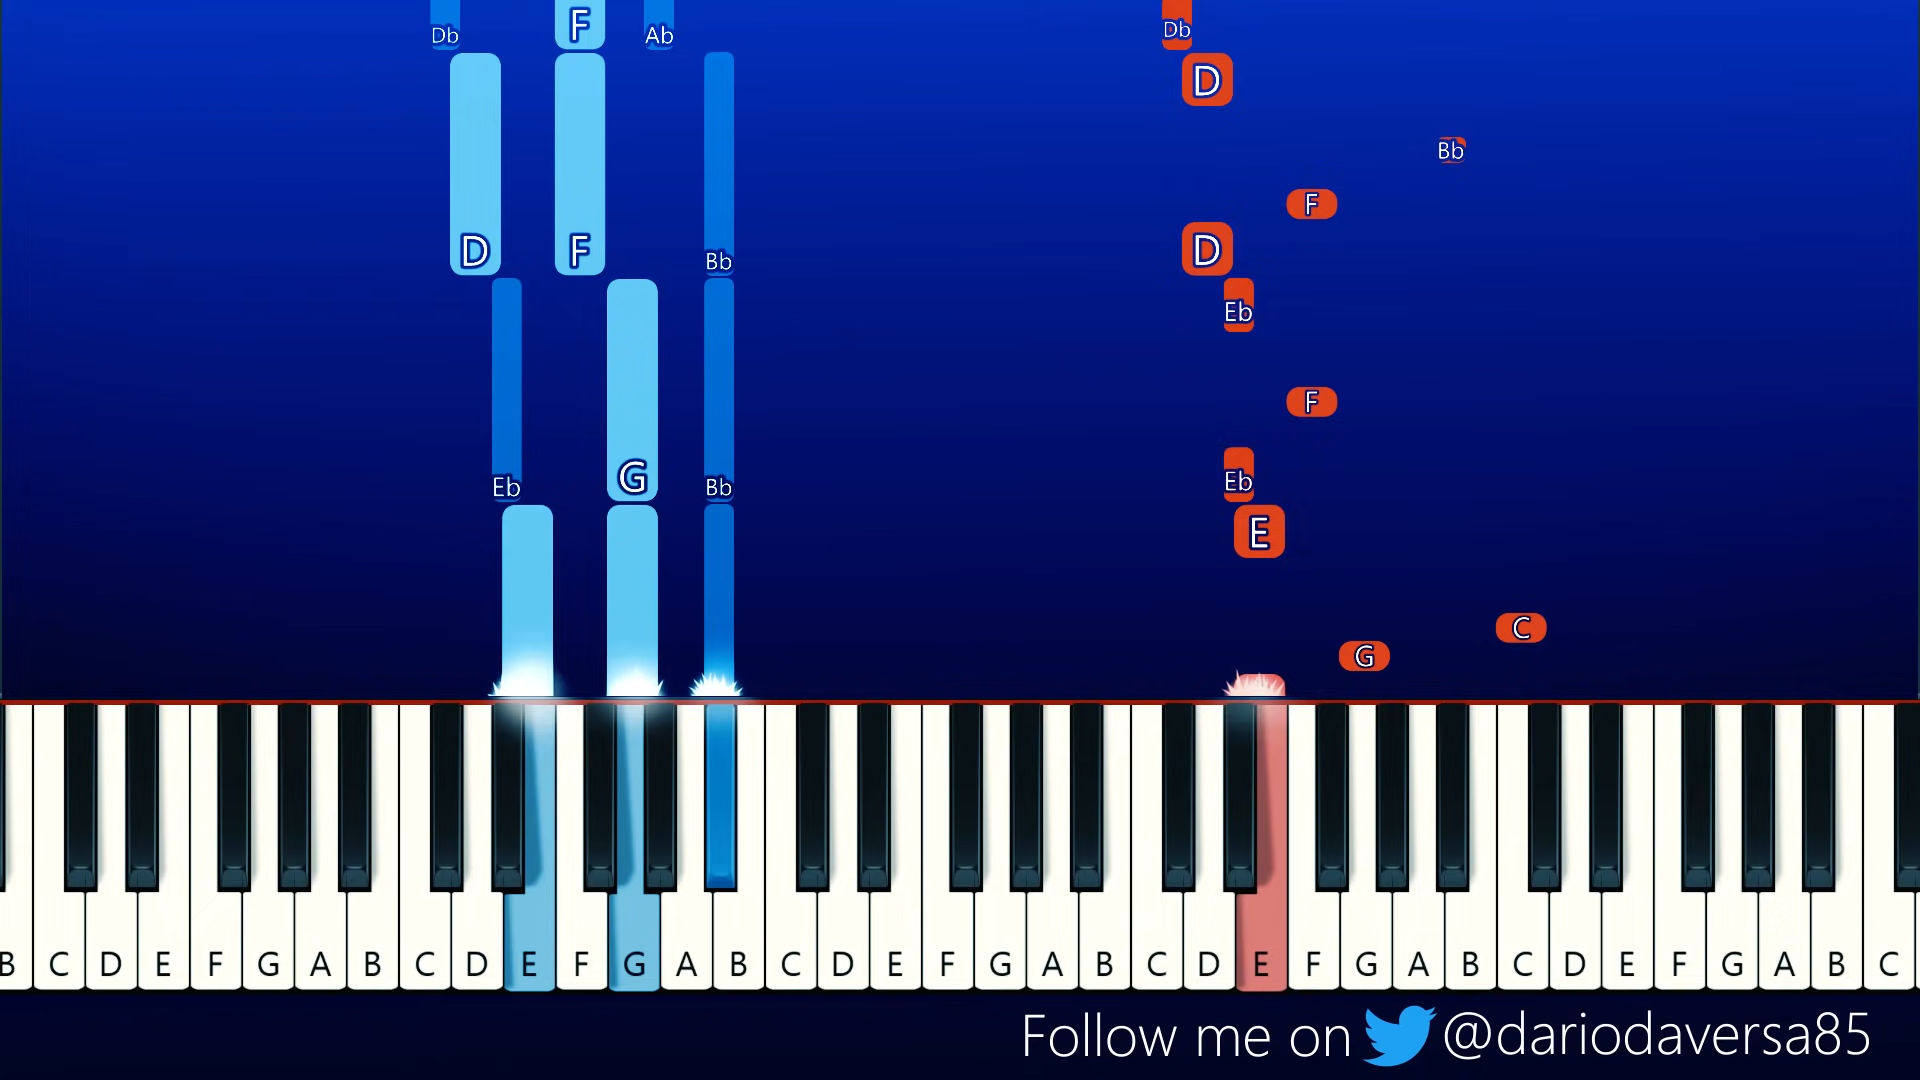 Db F Ab Db
D
Bb
F
D F Bb D
Eb
F
Eb G Bb Eb
E
C
G
B C D E F G A B C D E F G A B C D E F G A B C D E F G A B C D E F G A B C
Follow me on @dariodaversa85